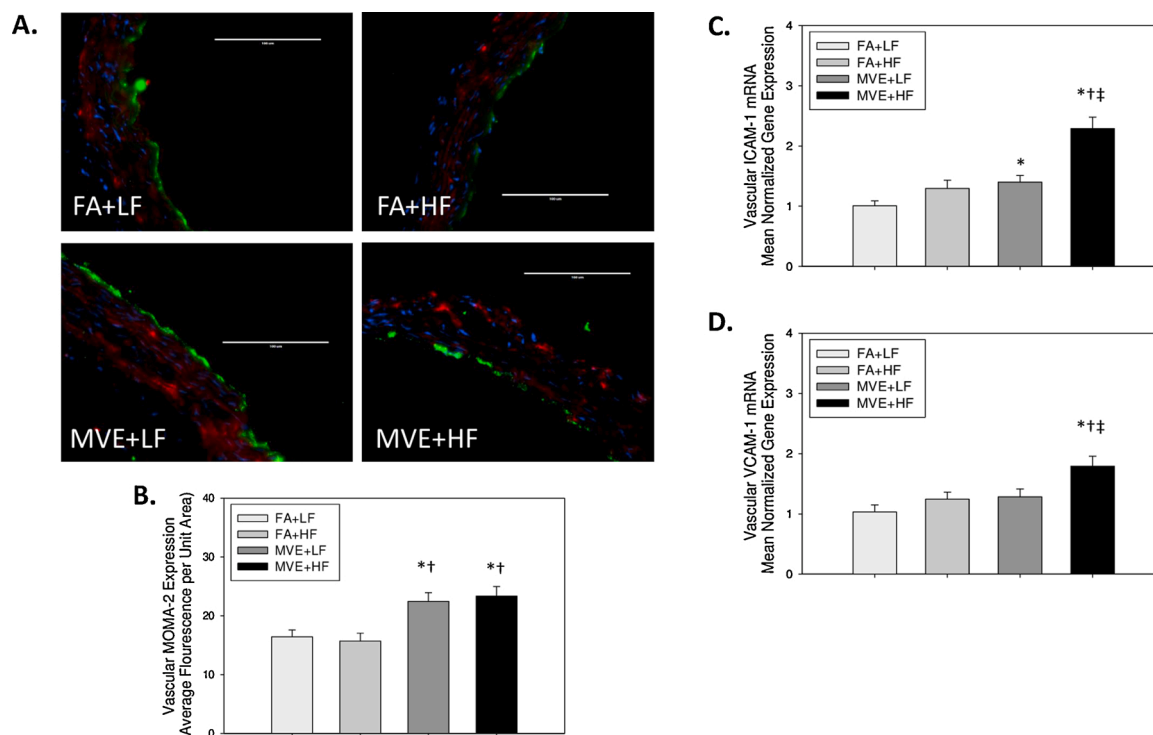 A.
FA+LF
FA+HF
MVE+LF
MVE+HF
B.
Vascular MOMA-2 Expression
Average Flourescence per Unit Area)
40
30
20
10
0
FA+LF
FA+HF
MVE+LF
MVE+HF
*†
*†
C.
Vascular ICAM-1 mRNA
Mean Normalized Gene Expression
4
3
2
1
0
FA+LF
FA+HF
MVE+LF
MVE+HF
*
*†‡
D.
Vascular VCAM-1 mRNA
Mean Normalized Gene Expression
4
3
2
1
0
FA+LF
FA+HF
MVE+LF
MVE+HF
*†‡